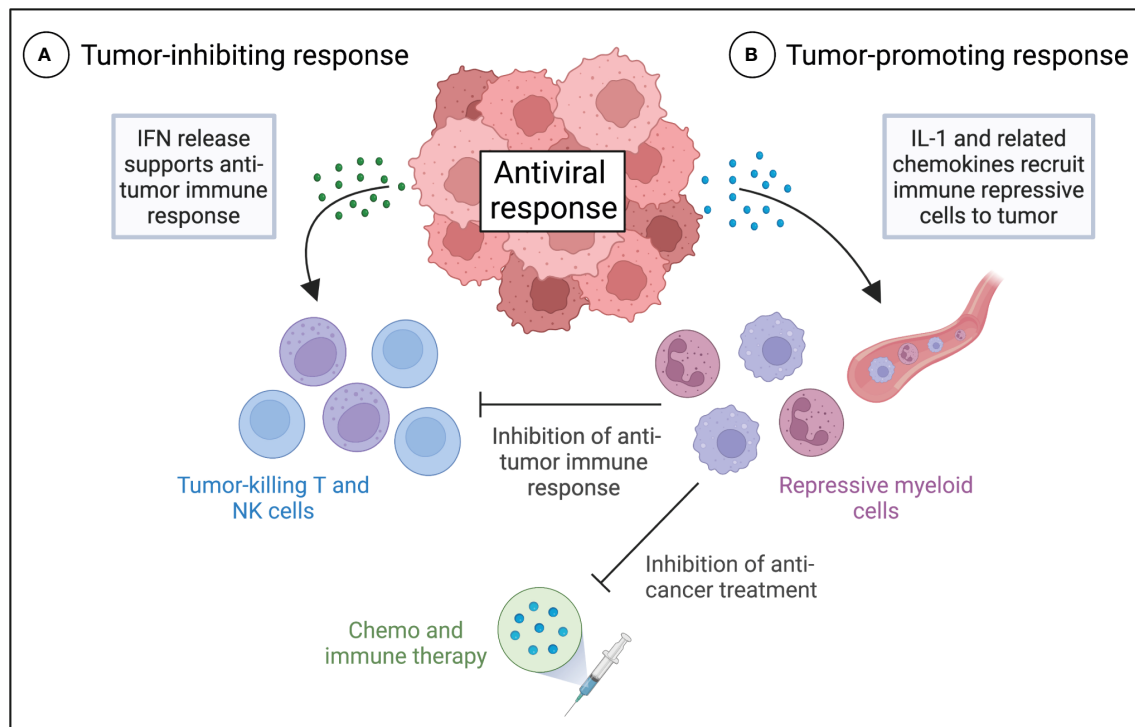 A Tumor-inhibiting response
B Tumor-promoting response
IFN release
supports anti-
tumor immune
response
Antiviral
response
IL-1 and related
chemokines recruit
immune repressive
cells to tumor
Inhibition of anti-
tumor immune
response
Tumor-killing T and
NK cells
Repressive myeloid
cells
Inhibition of anti-
cancer treatment
Chemo and
immune therapy